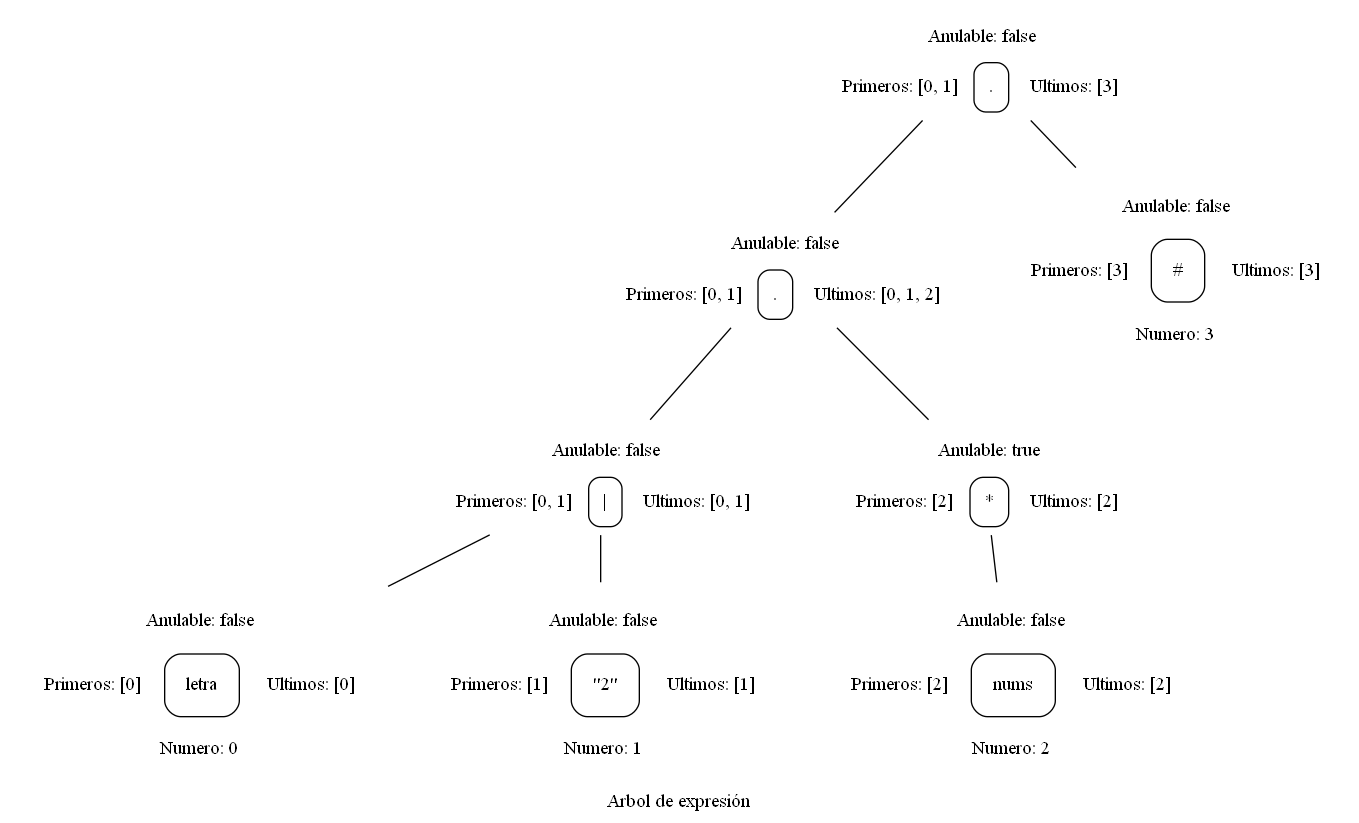 Anulable: false
Primeros: [0, 1] . Ultimos: [3]
Anulable: false
Primeros: [3] # Ultimos: [3]
Numero: 3
Anulable: false
Primeros: [0, 1] . Ultimos: [0, 1, 2]
Anulable: false
Primeros: [0, 1] | Ultimos: [0, 1]
Anulable: true
Primeros: [2] * Ultimos: [2]
Anulable: false
Primeros: [0] letra Ultimos: [0]
Numero: 0
Anulable: false
Primeros: [1] "2" Ultimos: [1]
Numero: 1
Anulable: false
Primeros: [2] nums Ultimos: [2]
Numero: 2
Arbol de expresión